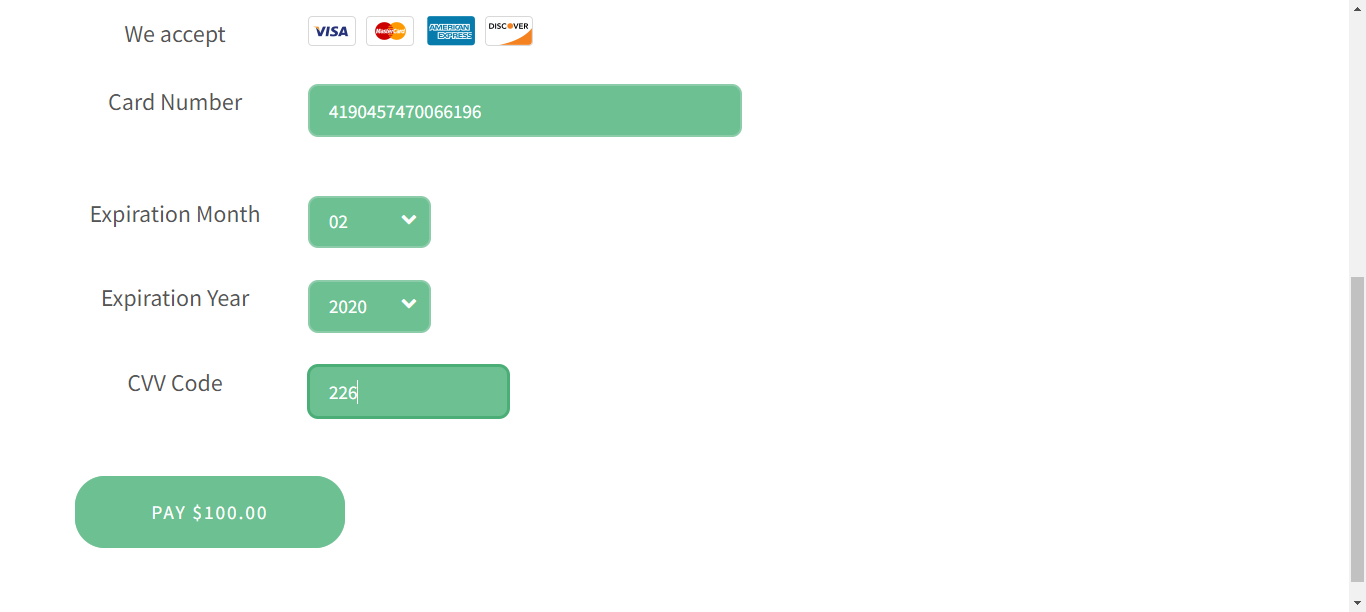 We accept VISA MasterCard AMERICAN EXPRESS DISCOVER
Card Number 4190457470066196
Expiration Month 02
Expiration Year 2020
CVV Code 226
PAY $100.00